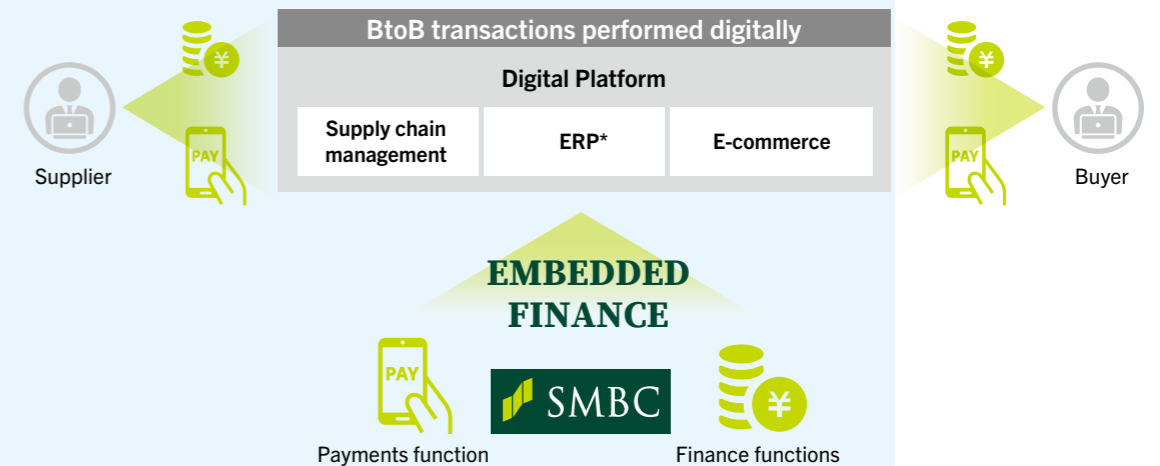 BtoB transactions performed digitally
Digital Platform
Supply chain
management
ERP*
E-commerce
PAY
Supplier
PAY
Buyer
EMBEDDED
FINANCE
PAY
SMBC
Payments function
Finance functions
¥
¥
¥